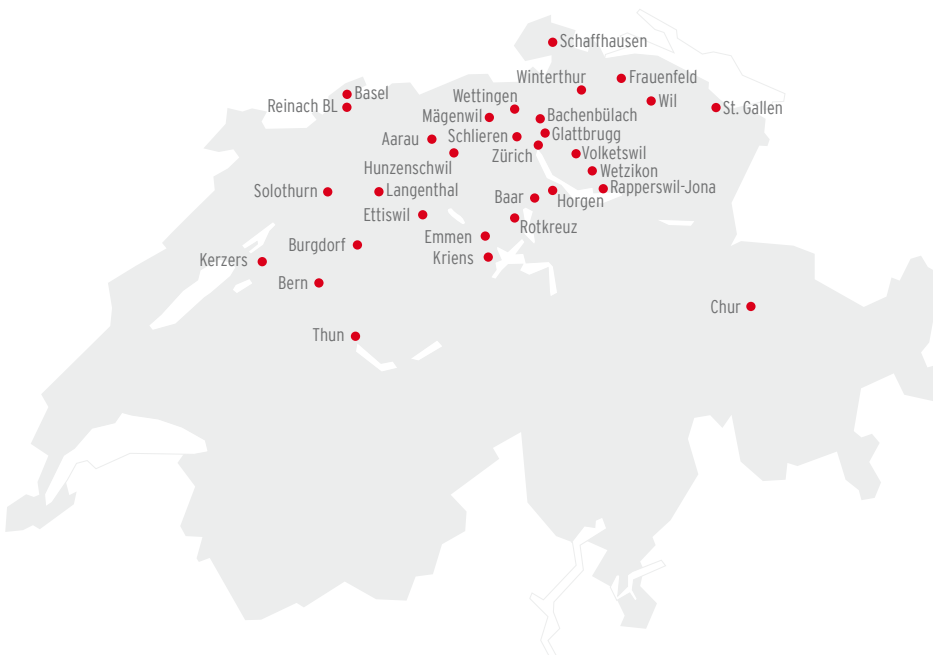 Schaffhausen
Winterthur
Frauenfeld
Basel
Wettingen
Wil
Reinach BL
St. Gallen
Mägenwil
Bachenbülach
Aarau
Schlieren
Glattbrugg
Zürich
Volketswil
Hunzenschwil
Wetzikon
Solothurn
Langenthal
Baar
Horgen
Rapperswil-Jona
Ettiswil
Rotkreuz
Emmen
Burgdorf
Kriens
Kerzers
Bern
Chur
Thun